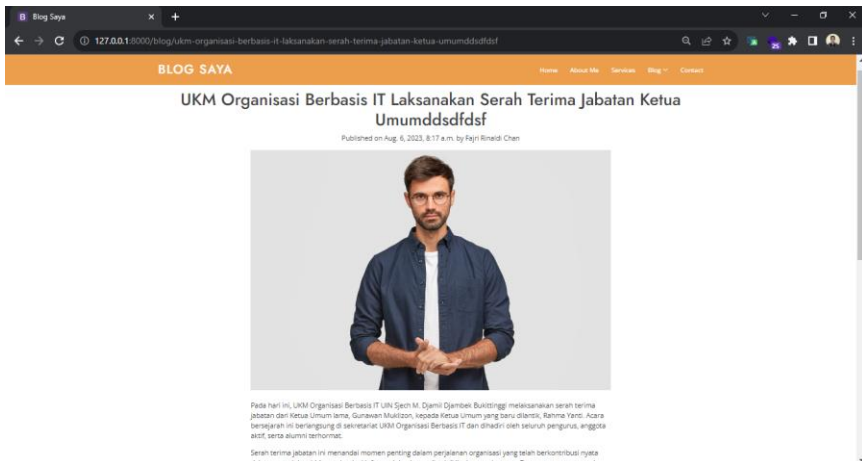 Blog Saya
127.0.0.1:8000/blog/ukm-organisasi-berbasis-it-laksanakan-serah-terima-jabatan-ketua-umumddsdfdsf
25
BLOG SAYA
Home About Me Services Blog Contact
UKM Organisasi Berbasis IT Laksanakan Serah Terima Jabatan Ketua
Umumddsdfdsf
Published on Aug. 6, 2023, 8:17 a.m. by Fajri Rinaldi Chan
Pada hari ini, UKM Organisasi Berbasis IT UIN Sjech M. Djamil Djambek Bukittinggi melaksanakan serah terima
jabatan dari Ketua Umum lama, Gunawan Muklizon, kepada Ketua Umum yang baru dilantik, Rahma Yanti. Acara
bersejarah ini berlangsung di sekretariat UKM Organisasi Berbasis IT dan dihadiri oleh seluruh pengurus, anggota
aktif, serta alumni terhormat.
Serah terima jabatan ini menandai momen penting dalam perjalanan organisasi yang telah berkontribusi nyata